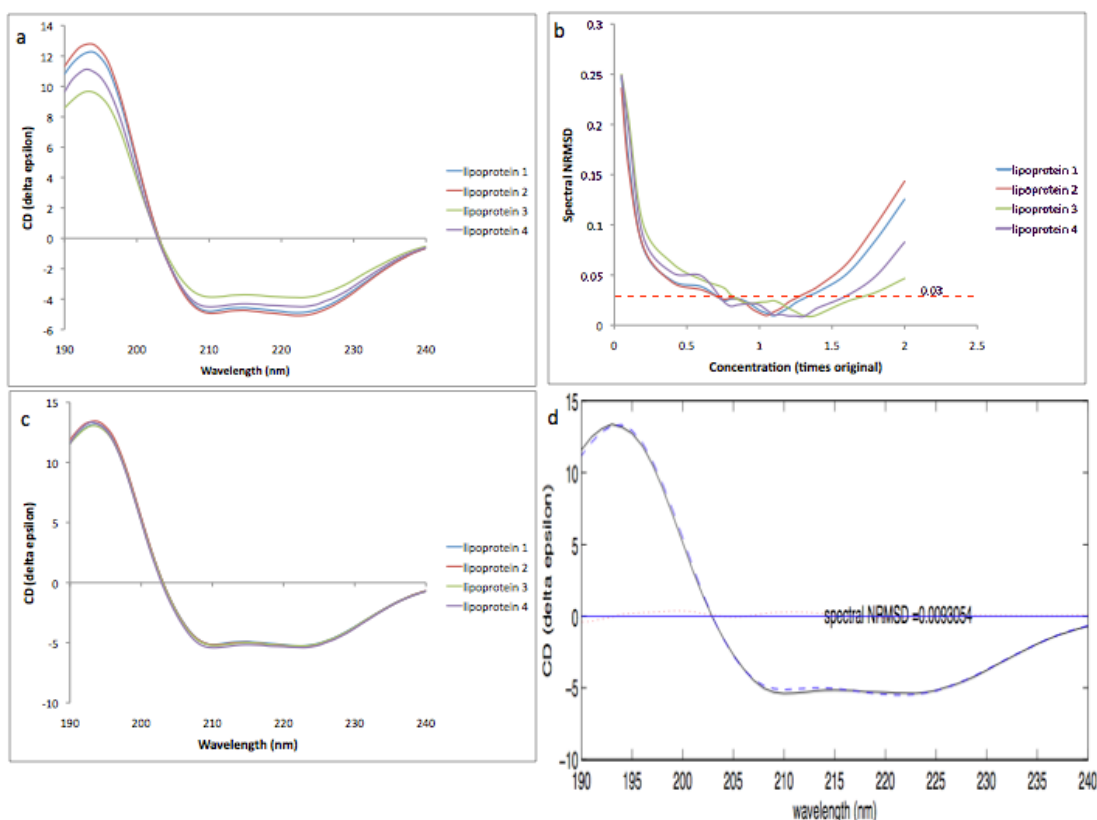 a
14
12
10
8
6
4
2
0
-2
-4
-6
CD (delta epsilon)
190 200 210 220 230 240
Wavelength (nm)
lipoprotein 1
lipoprotein 2
lipoprotein 3
lipoprotein 4
b
0.3
0.25
0.2
0.15
0.1
0.05
0
Spectral NRMSD
0.03
0 0.5 1 1.5 2 2.5
Concentration (times original)
lipoprotein 1
lipoprotein 2
lipoprotein 3
lipoprotein 4
c
15
10
5
0
-5
-10
CD (delta epsilon)
190 200 210 220 230 240
Wavelength (nm)
lipoprotein 1
lipoprotein 2
lipoprotein 3
lipoprotein 4
d
15
10
5
0
-5
-10
CD (delta epsilon)
spectral NRMSD =0.0093054
190 195 200 205 210 215 220 225 230 235 240
wavelength (nm)